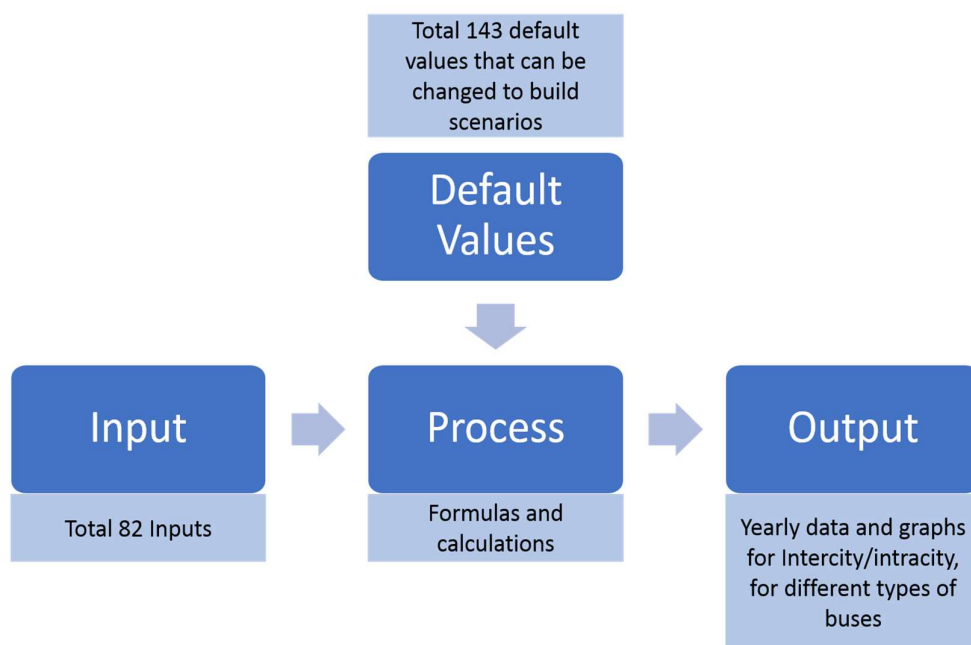 Total 143 default
values that can be
changed to build
scenarios
Default
Values
Input
Process
Output
Total 82 Inputs
Formulas and
calculations
Yearly data and graphs
for Intercity/intracity,
for different types of
buses